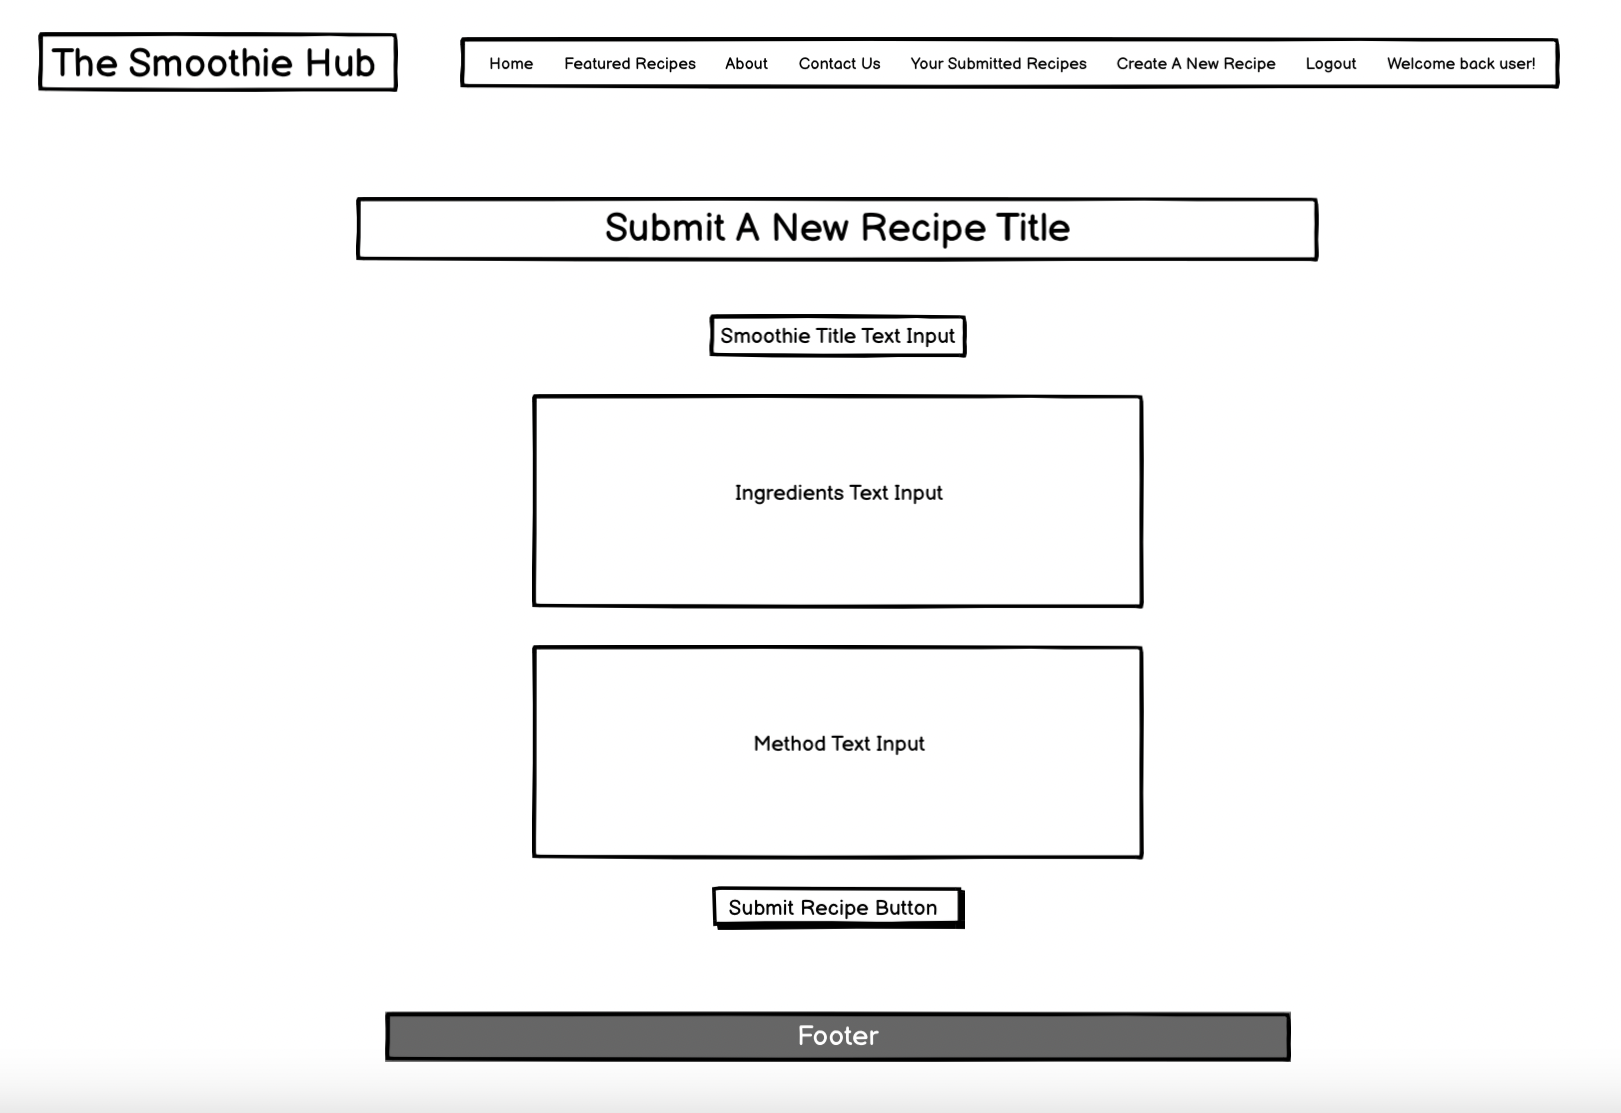 The Smoothie Hub
Home Featured Recipes About Contact Us Your Submitted Recipes Create A New Recipe Logout Welcome back user!
Submit A New Recipe Title
Smoothie Title Text Input
Ingredients Text Input
Method Text Input
Submit Recipe Button
Footer